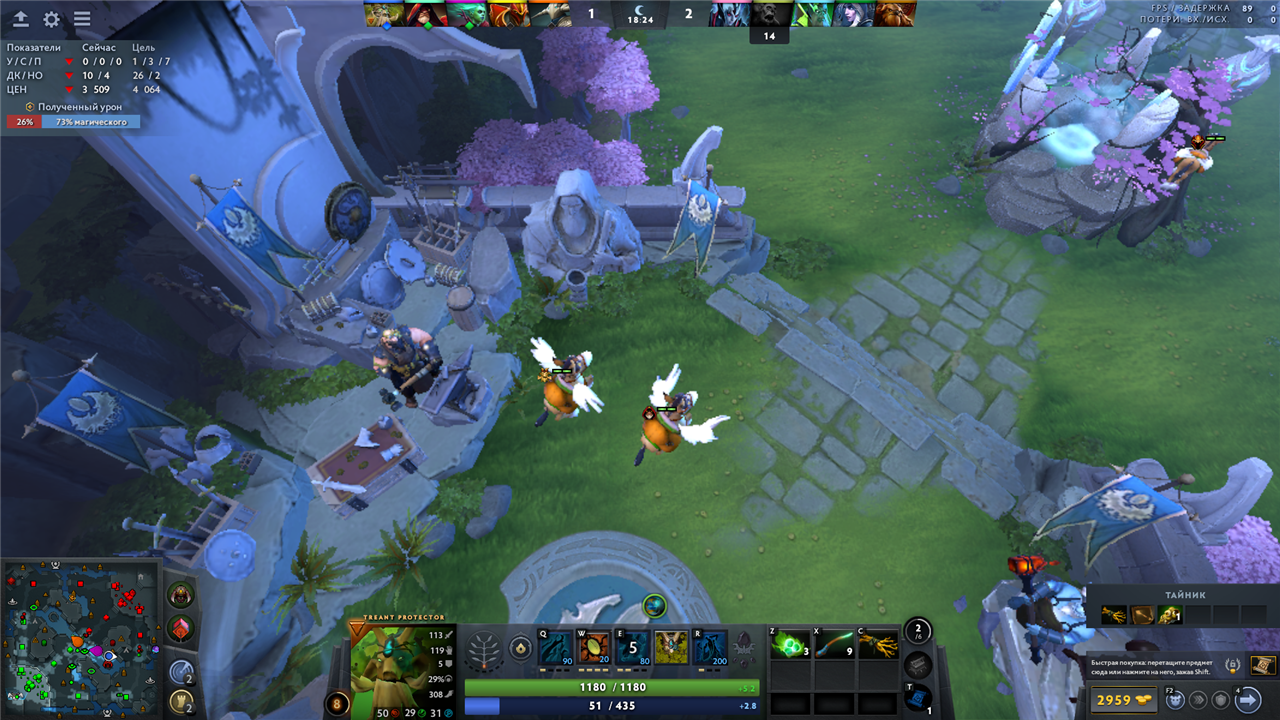 1 18:24 2
14
FPS / ЗАДЕРЖКА 89 0
ПОТЕРИ: ВХ /ИСХ. 0 0
Показатели Сейчас Цель
У/С/П 0/0/0 1/3/7
ДК/НО 10/4 26/2
ЦЕН 3 509 4 064
Полученный урон
26% 73% магического
TREANT PROTECTOR
113
119
5
29%
308
50 29 31
8
Q 90
W 20
E 5 80
R 200
1180 / 1180 +5.2
51 / 435 +2.8
Z 3
X 9
C
2
/6
T 1
2
2
ТАЙНИК
1
Быстрая покупка: перетащите предмет
сюда или нажмите на него, зажав Shift.
2959
F2 4